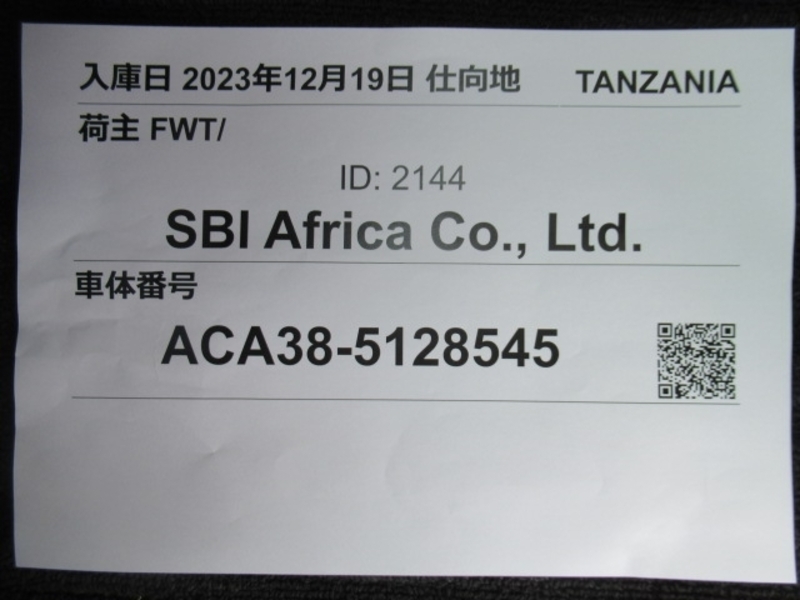 入庫日 2023年12月19日 仕向地 TANZANIA
荷主 FWT/
ID: 2144
SBI Africa Co., Ltd.
車体番号
ACA38-5128545